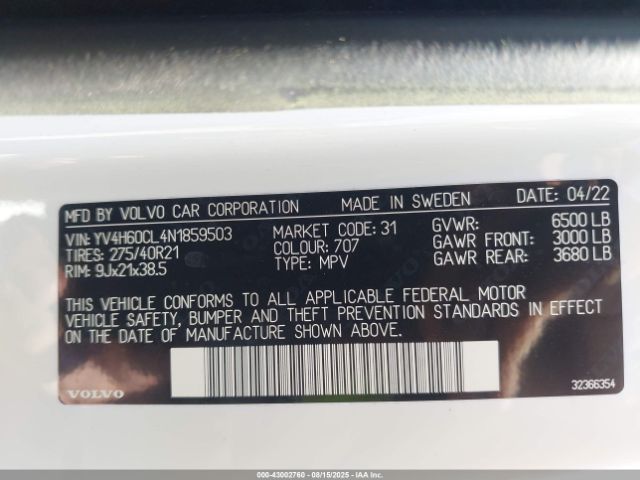 MFD BY VOLVO CAR CORPORATION MADE IN SWEDEN DATE: 04/22
VIN: YV4H60CL4N1859503 MARKET CODE: 31 GVWR: 6500 LB
TIRES: 275/40R21 COLOUR: 707 GAWR FRONT: 3000 LB
RIM: 9Jx21x38.5 TYPE: MPV GAWR REAR: 3680 LB
THIS VEHICLE CONFORMS TO ALL APPLICABLE FEDERAL MOTOR
VEHICLE SAFETY, BUMPER AND THEFT PREVENTION STANDARDS IN EFFECT
ON THE DATE OF MANUFACTURE SHOWN ABOVE.
VOLVO 32366354
000-43002760 - 08/15/2025 - IAAI.ca